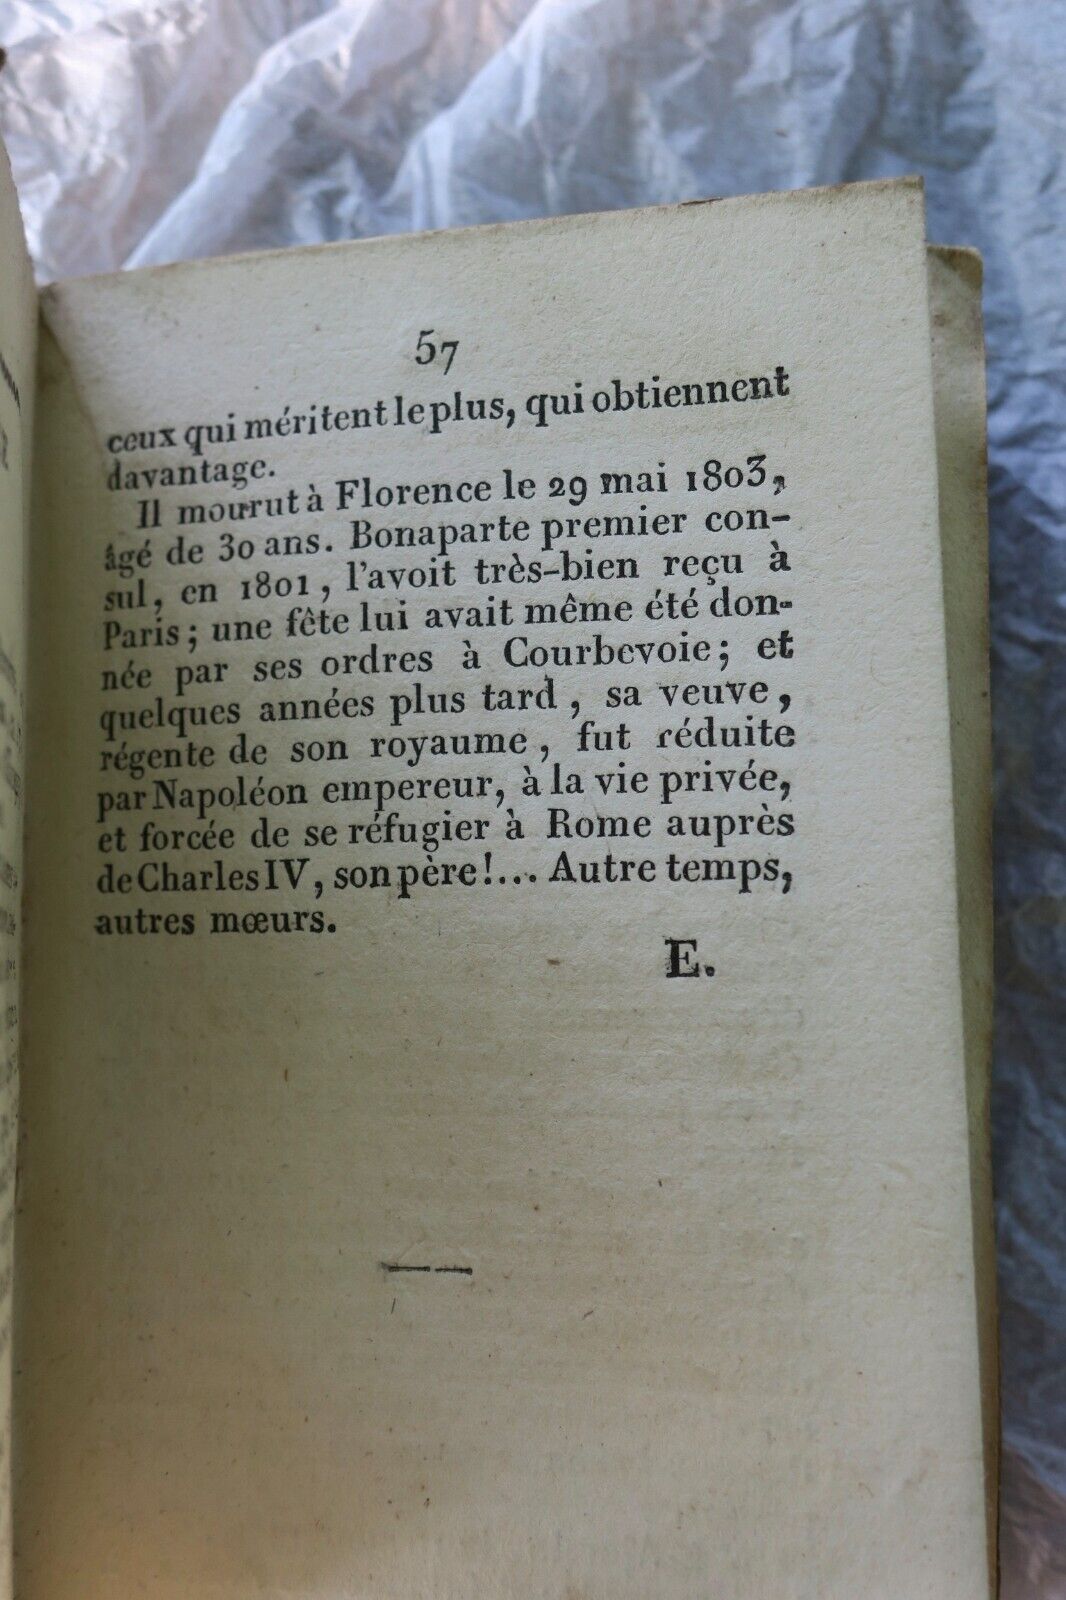 57
ceux qui méritent le plus, qui obtiennent
davantage.
Il mourut à Florence le 29 mai 1803,
âgé de 30 ans. Bonaparte premier con-
sul, en 1801, l'avoit très-bien reçu à
Paris; une fête lui avait même été don-
née par ses ordres à Courbevoie; et
quelques années plus tard, sa veuve,
régente de son royaume, fut réduite
par Napoléon empereur, à la vie privée,
et forcée de se réfugier à Rome auprès
de Charles IV, son père!... Autre temps,
autres mœurs.
E.